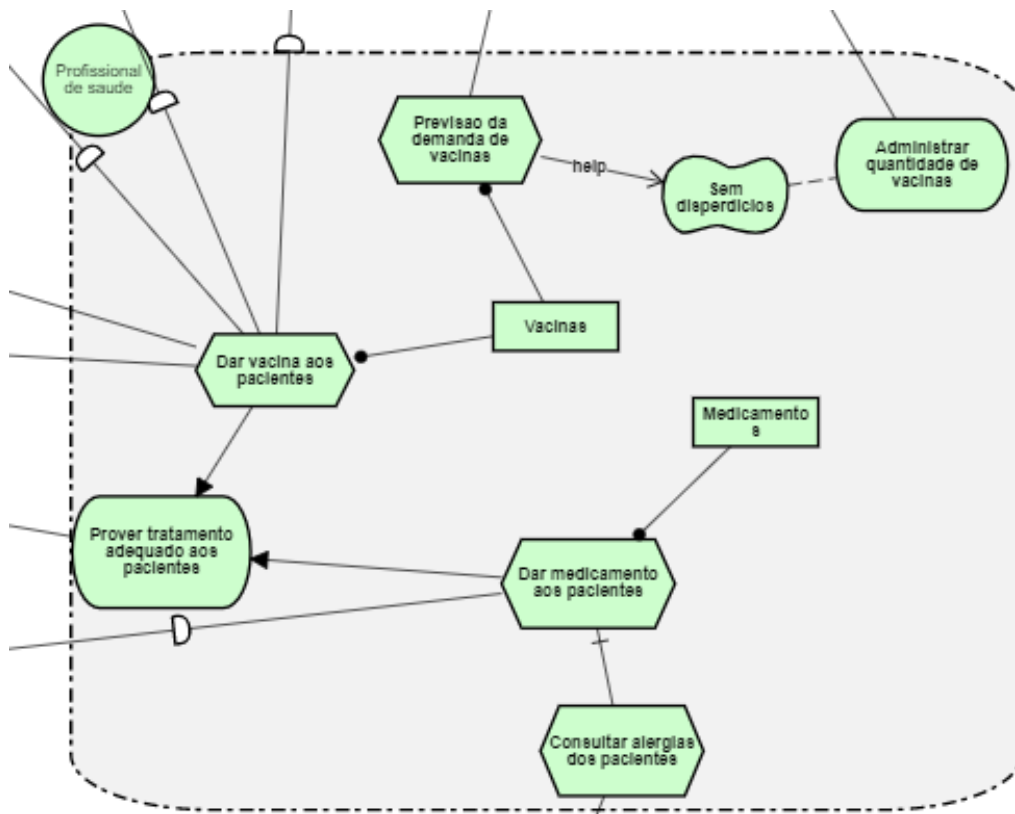 Profissional
de saude
Previsao da
demanda de
vacinas
help
Sem
disperdicios
Administrar
quantidade de
vacinas
Vacinas
Dar vacina aos
pacientes
Medicamento
s
Prover tratamento
adequado aos
pacientes
Dar medicamento
aos pacientes
Consultar alergias
dos pacientes